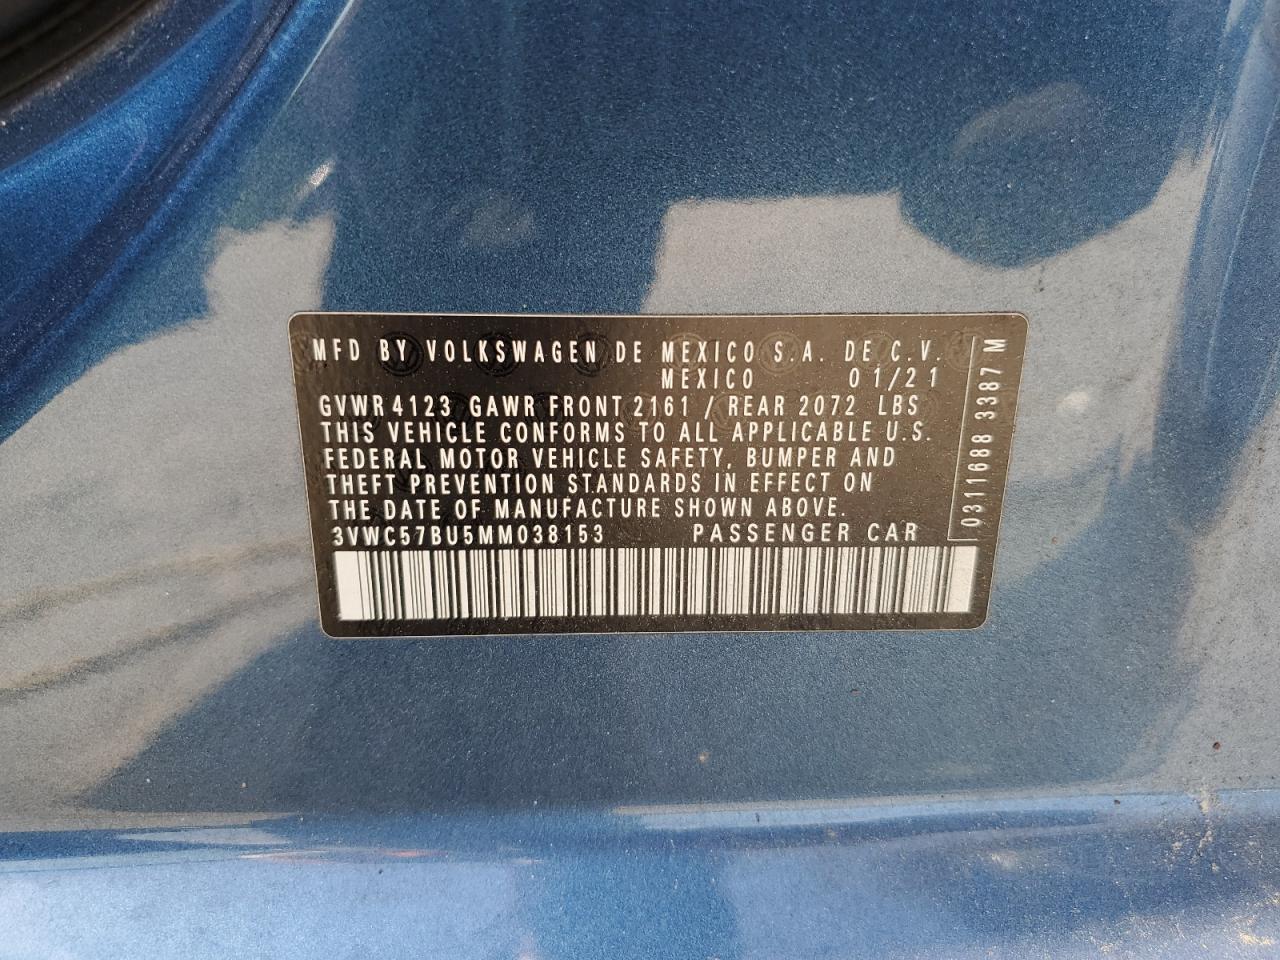 MFD BY VOLKSWAGEN DE MEXICO S.A. DE C.V.
MEXICO 01/21
GVWR 4123 GAWR FRONT 2161 / REAR 2072 LBS
THIS VEHICLE CONFORMS TO ALL APPLICABLE U.S.
FEDERAL MOTOR VEHICLE SAFETY, BUMPER AND
THEFT PREVENTION STANDARDS IN EFFECT ON
THE DATE OF MANUFACTURE SHOWN ABOVE.
3VWC57BU5MM038153 PASSENGER CAR
0311688 3387 M